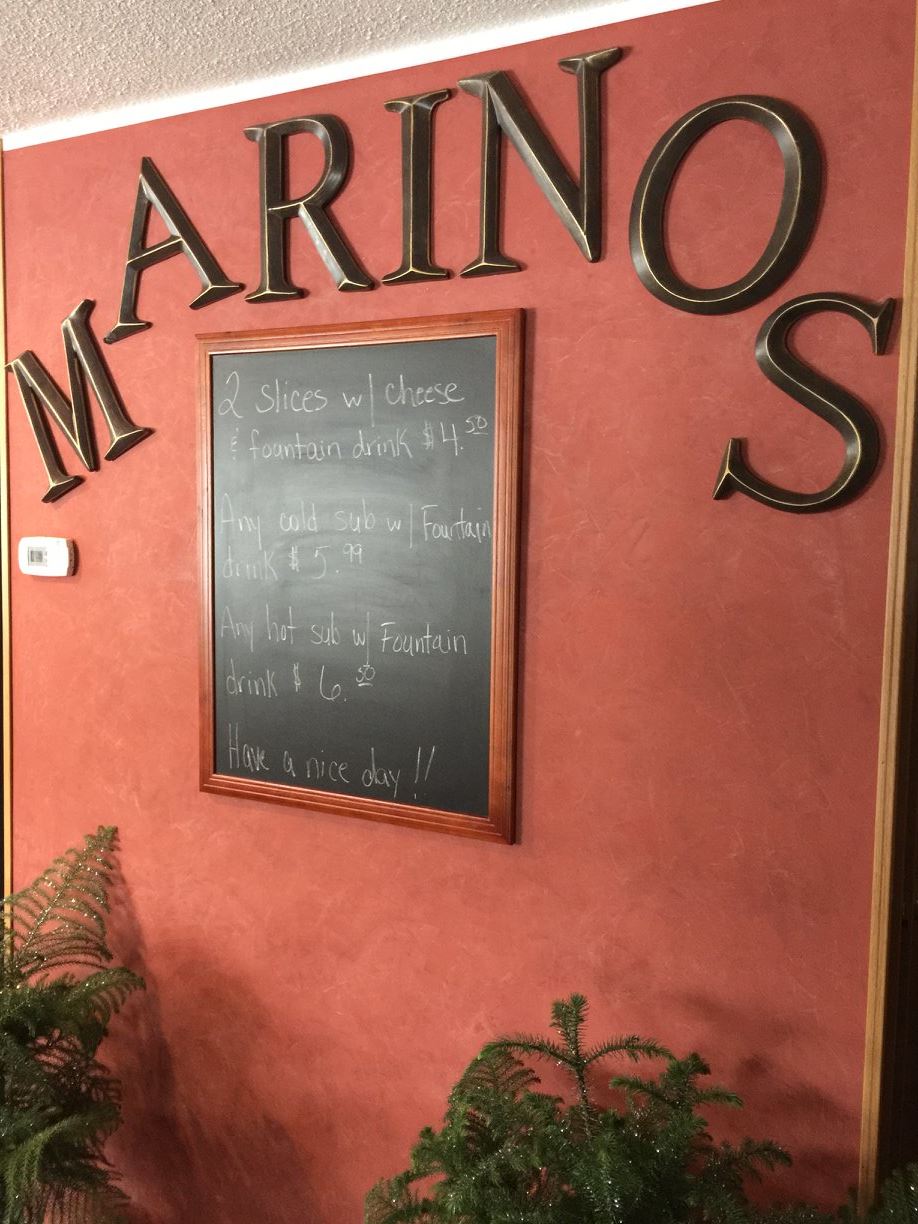 MARINOS
2 slices w/ cheese
& fountain drink $4.50
Any cold sub w/ Fountain
drink $5.99
Any hot sub w/ Fountain
drink $6.50
Have a nice day!!